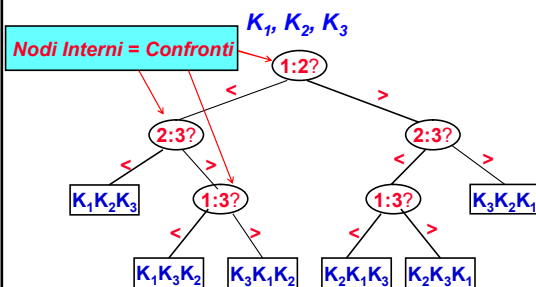 K₁, K₂, K₃
Nodi Interni = Confronti
1:2?
< >
2:3? 2:3?
< > < >
K₁K₂K₃ 1:3? 1:3? K₃K₂K₁
< > < >
K₁K₃K₂ K₃K₁K₂ K₂K₁K₃ K₂K₃K₁